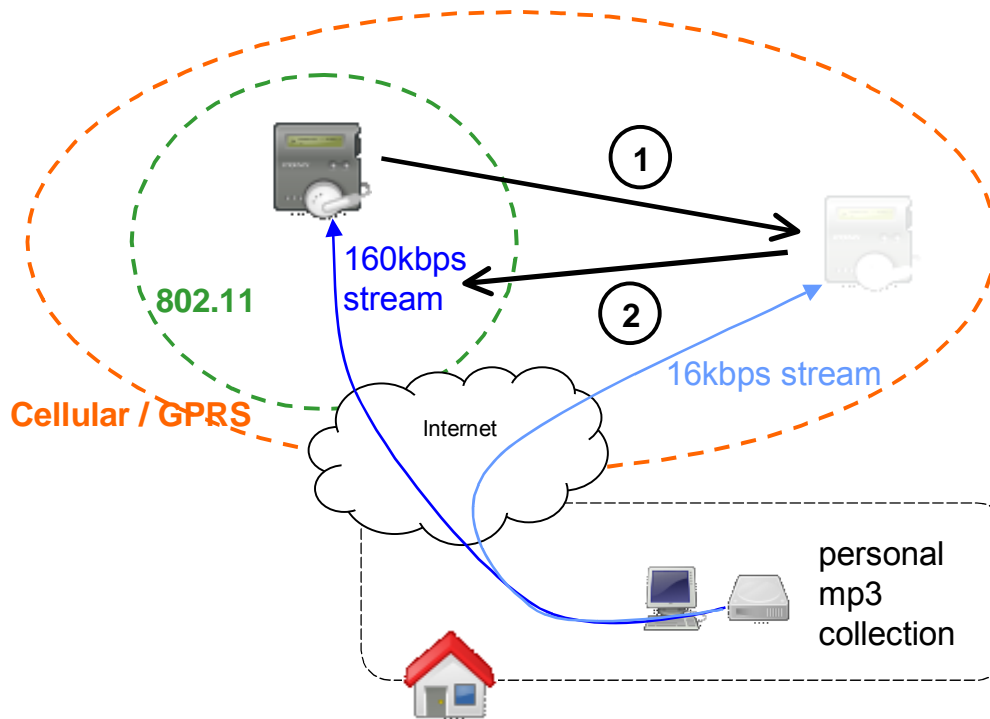 1
160kbps
stream
802.11
2
16kbps stream
Cellular / GPRS
Internet
personal
mp3
collection